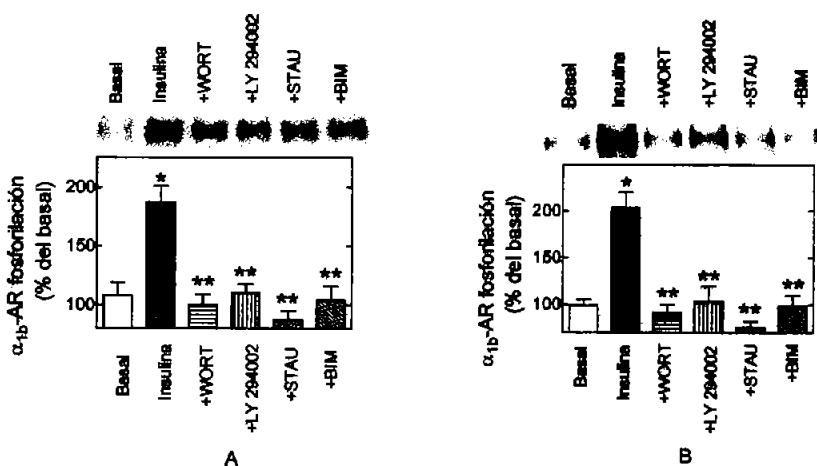 Basal
Insulina
+WORT
+LY 294002
+STAU
+BIM
α1b-AR fosforilación
(% del basal)
200
150
100
*
**
**
**
**
Basal
Insulina
+WORT
+LY 294002
+STAU
+BIM
A
Basal
Insulina
+WORT
+LY 294002
+STAU
+BIM
α1b-AR fosforilación
(% del basal)
200
100
*
**
**
**
**
Basal
Insulina
+WORT
+LY 294002
+STAU
+BIM
B